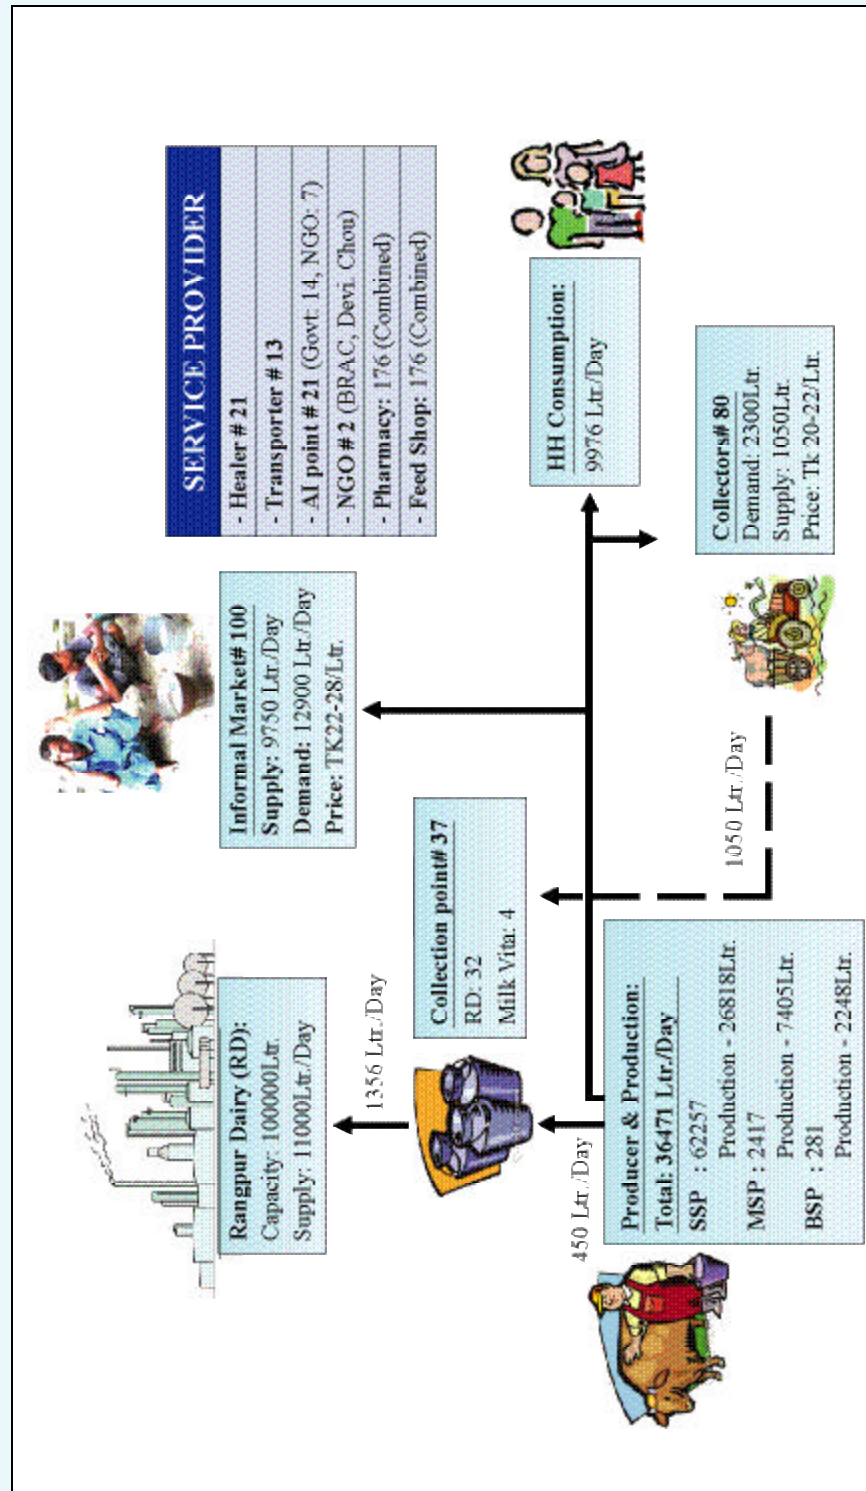 Rangpur Dairy (RD):
Capacity: 100000Ltr.
Supply: 11000Ltr./Day
Informal Market# 100
Supply: 9750 Ltr./Day
Demand: 12900 Ltr./Day
Price: TK22-28/Ltr.
SERVICE PROVIDER
- Healer # 21
- Transporter # 13
- AI point # 21 (Govt: 14, NGO: 7)
- NGO # 2 (BRAC, Devi. Chou)
- Pharmacy: 176 (Combined)
- Feed Shop: 176 (Combined)
1356 Ltr./Day
Collection point# 37
RD: 32
Milk Vita: 4
HH Consumption:
9976 Ltr./Day
450 Ltr./Day
Producer & Production:
Total: 36471 Ltr./Day
SSP : 62257
Production - 26818Ltr.
MSP : 2417
Production - 7405Ltr.
BSP : 281
Production - 2248Ltr.
1050 Ltr./Day
Collectors# 80
Demand: 2300Ltr.
Supply: 1050Ltr.
Price: Tk 20-22/Ltr.